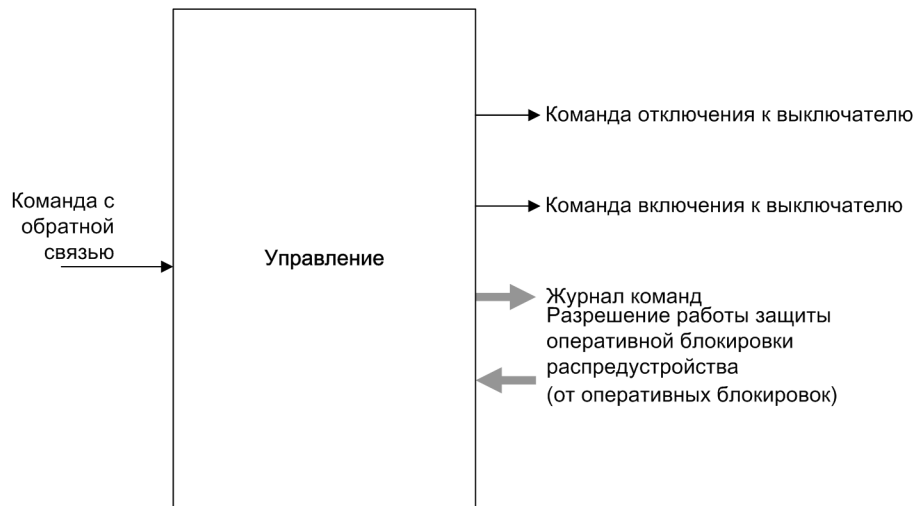 Команда отключения к выключателю
Команда с
обратной
связью
Команда включения к выключателю
Управление
Журнал команд
Разрешение работы защиты
оперативной блокировки
распредустройства
(от оперативных блокировок)